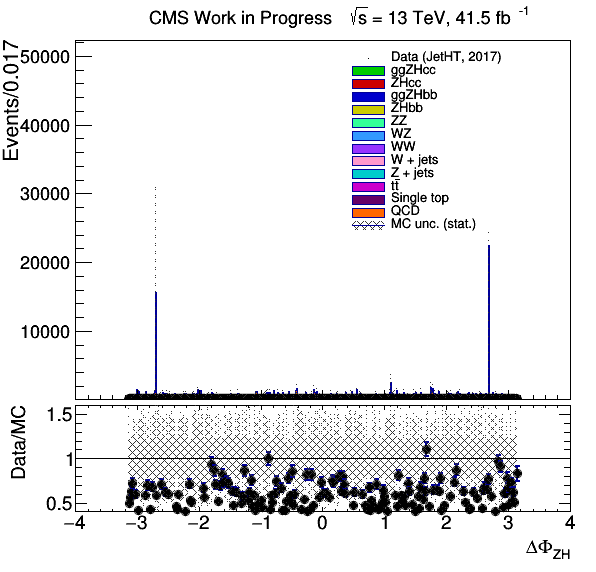 CMS Work in Progress √s = 13 TeV, 41.5 fb⁻¹
Events/0.017
50000
40000
30000
20000
10000
Data (JetHT, 2017)
ggZHcc
ZHcc
ggZHbb
ZHbb
ZZ
WZ
WW
W + jets
Z + jets
tt̄
Single top
QCD
MC unc. (stat.)
Data/MC
1.5
1
0.5
−4 −3 −2 −1 0 1 2 3 4
ΔΦ_ZH